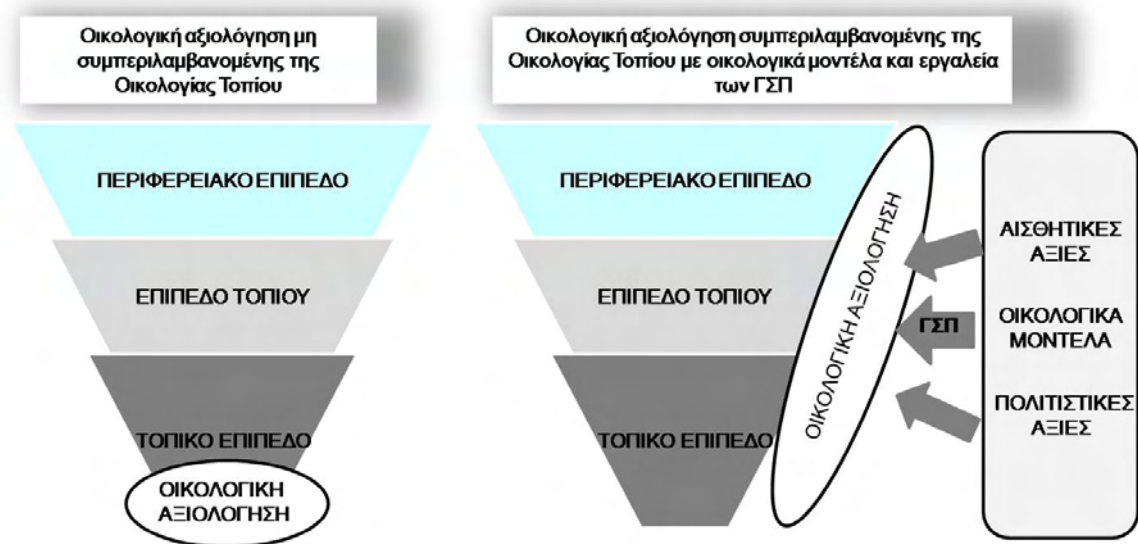 Οικολογική αξιολόγηση μη
συμπεριλαμβανομένης της
Οικολογίας Τοπίου
ΠΕΡΙΦΕΡΕΙΑΚΟ ΕΠΙΠΕΔΟ
ΕΠΙΠΕΔΟ ΤΟΠΙΟΥ
ΤΟΠΙΚΟ ΕΠΙΠΕΔΟ
ΟΙΚΟΛΟΓΙΚΗ
ΑΞΙΟΛΟΓΗΣΗ
Οικολογική αξιολόγηση συμπεριλαμβανομένης της
Οικολογίας Τοπίου με οικολογικά μοντέλα και εργαλεία
των ΓΣΠ
ΠΕΡΙΦΕΡΕΙΑΚΟ ΕΠΙΠΕΔΟ
ΕΠΙΠΕΔΟ ΤΟΠΙΟΥ
ΤΟΠΙΚΟ ΕΠΙΠΕΔΟ
ΟΙΚΟΛΟΓΙΚΗ ΑΞΙΟΛΟΓΗΣΗ
ΓΣΠ
ΑΙΣΘΗΤΙΚΕΣ
ΑΞΙΕΣ
ΟΙΚΟΛΟΓΙΚΑ
ΜΟΝΤΕΛΑ
ΠΟΛΙΤΙΣΤΙΚΕΣ
ΑΞΙΕΣ